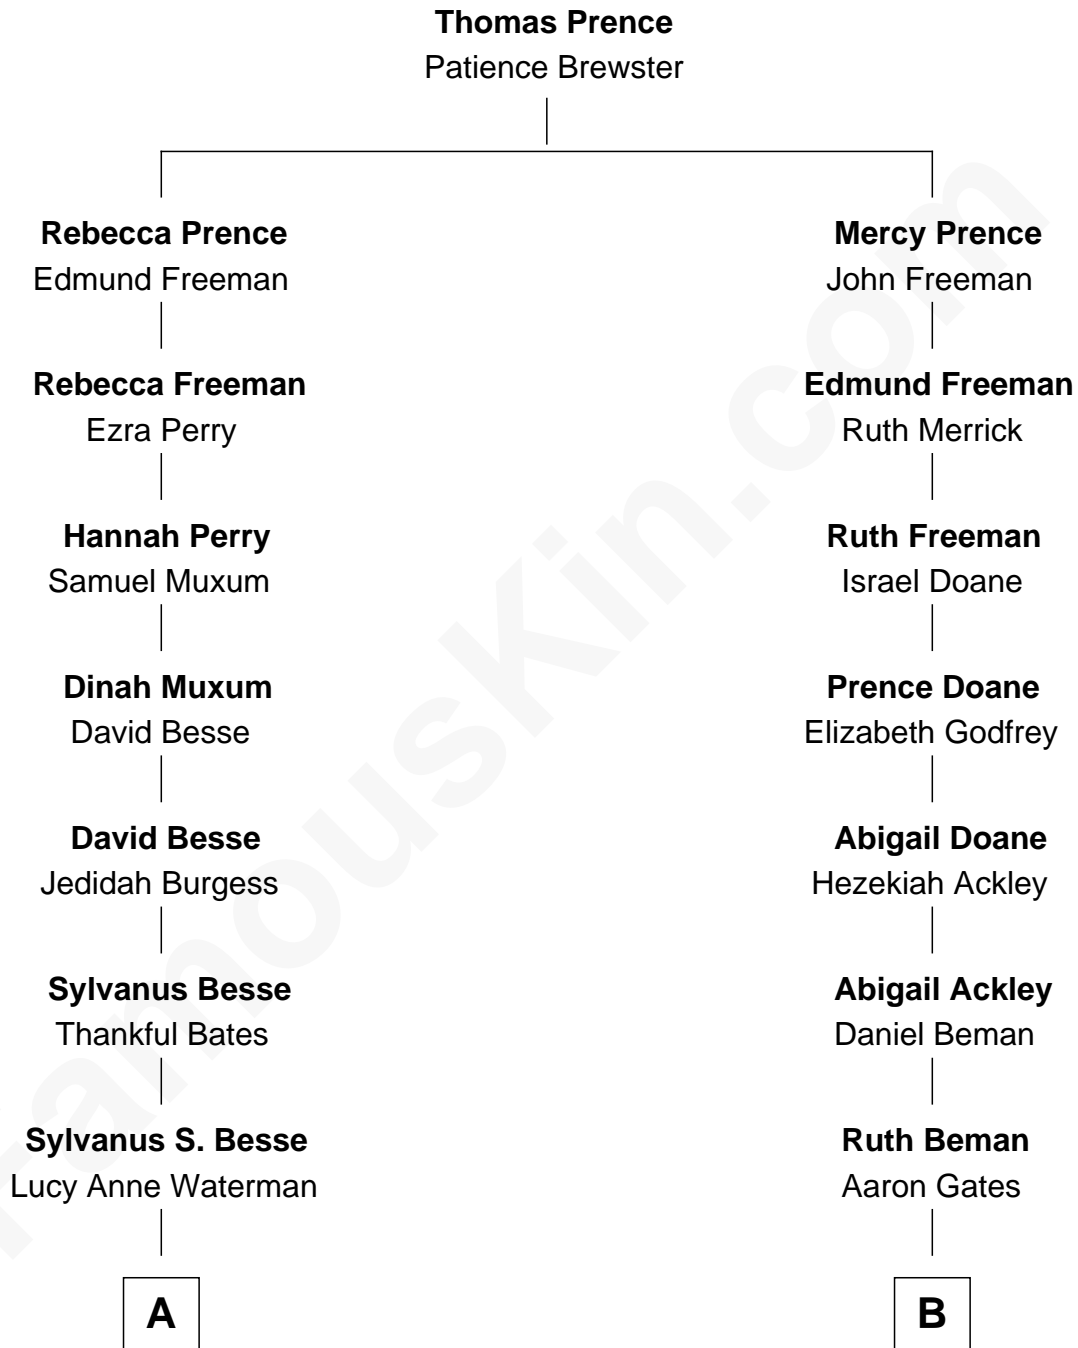 Thomas Prence
Patience Brewster
Rebecca Prence
Edmund Freeman
Mercy Prence
John Freeman
Rebecca Freeman
Ezra Perry
Edmund Freeman
Ruth Merrick
Hannah Perry
Samuel Muxum
Ruth Freeman
Israel Doane
Dinah Muxum
David Besse
Prence Doane
Elizabeth Godfrey
David Besse
Jedidah Burgess
Abigail Doane
Hezekiah Ackley
Sylvanus Besse
Thankful Bates
Abigail Ackley
Daniel Beman
Sylvanus S. Besse
Lucy Anne Waterman
Ruth Beman
Aaron Gates
A
B
FamousKin.com